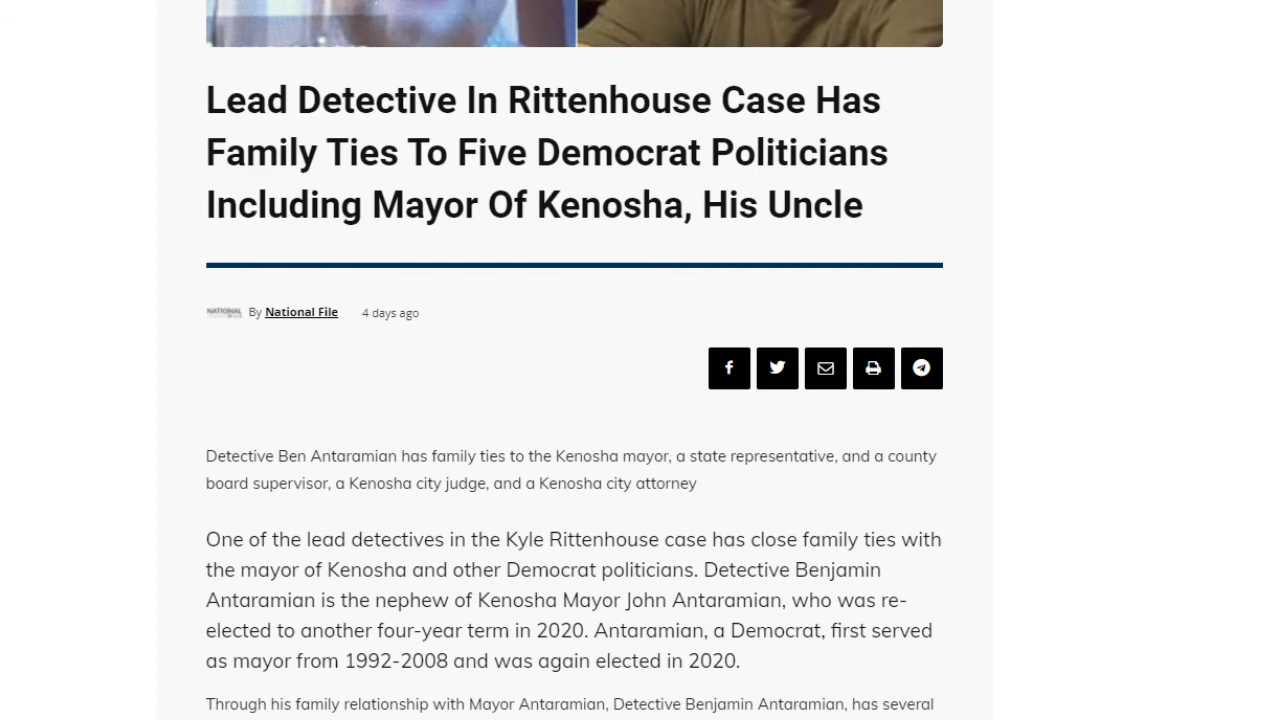 Lead Detective In Rittenhouse Case Has
Family Ties To Five Democrat Politicians
Including Mayor Of Kenosha, His Uncle
NATIONAL By National File 4 days ago
Detective Ben Antaramian has family ties to the Kenosha mayor, a state representative, and a county
board supervisor, a Kenosha city judge, and a Kenosha city attorney
One of the lead detectives in the Kyle Rittenhouse case has close family ties with
the mayor of Kenosha and other Democrat politicians. Detective Benjamin
Antaramian is the nephew of Kenosha Mayor John Antaramian, who was re-
elected to another four-year term in 2020. Antaramian, a Democrat, first served
as mayor from 1992-2008 and was again elected in 2020.
Through his family relationship with Mayor Antaramian, Detective Benjamin Antaramian, has several